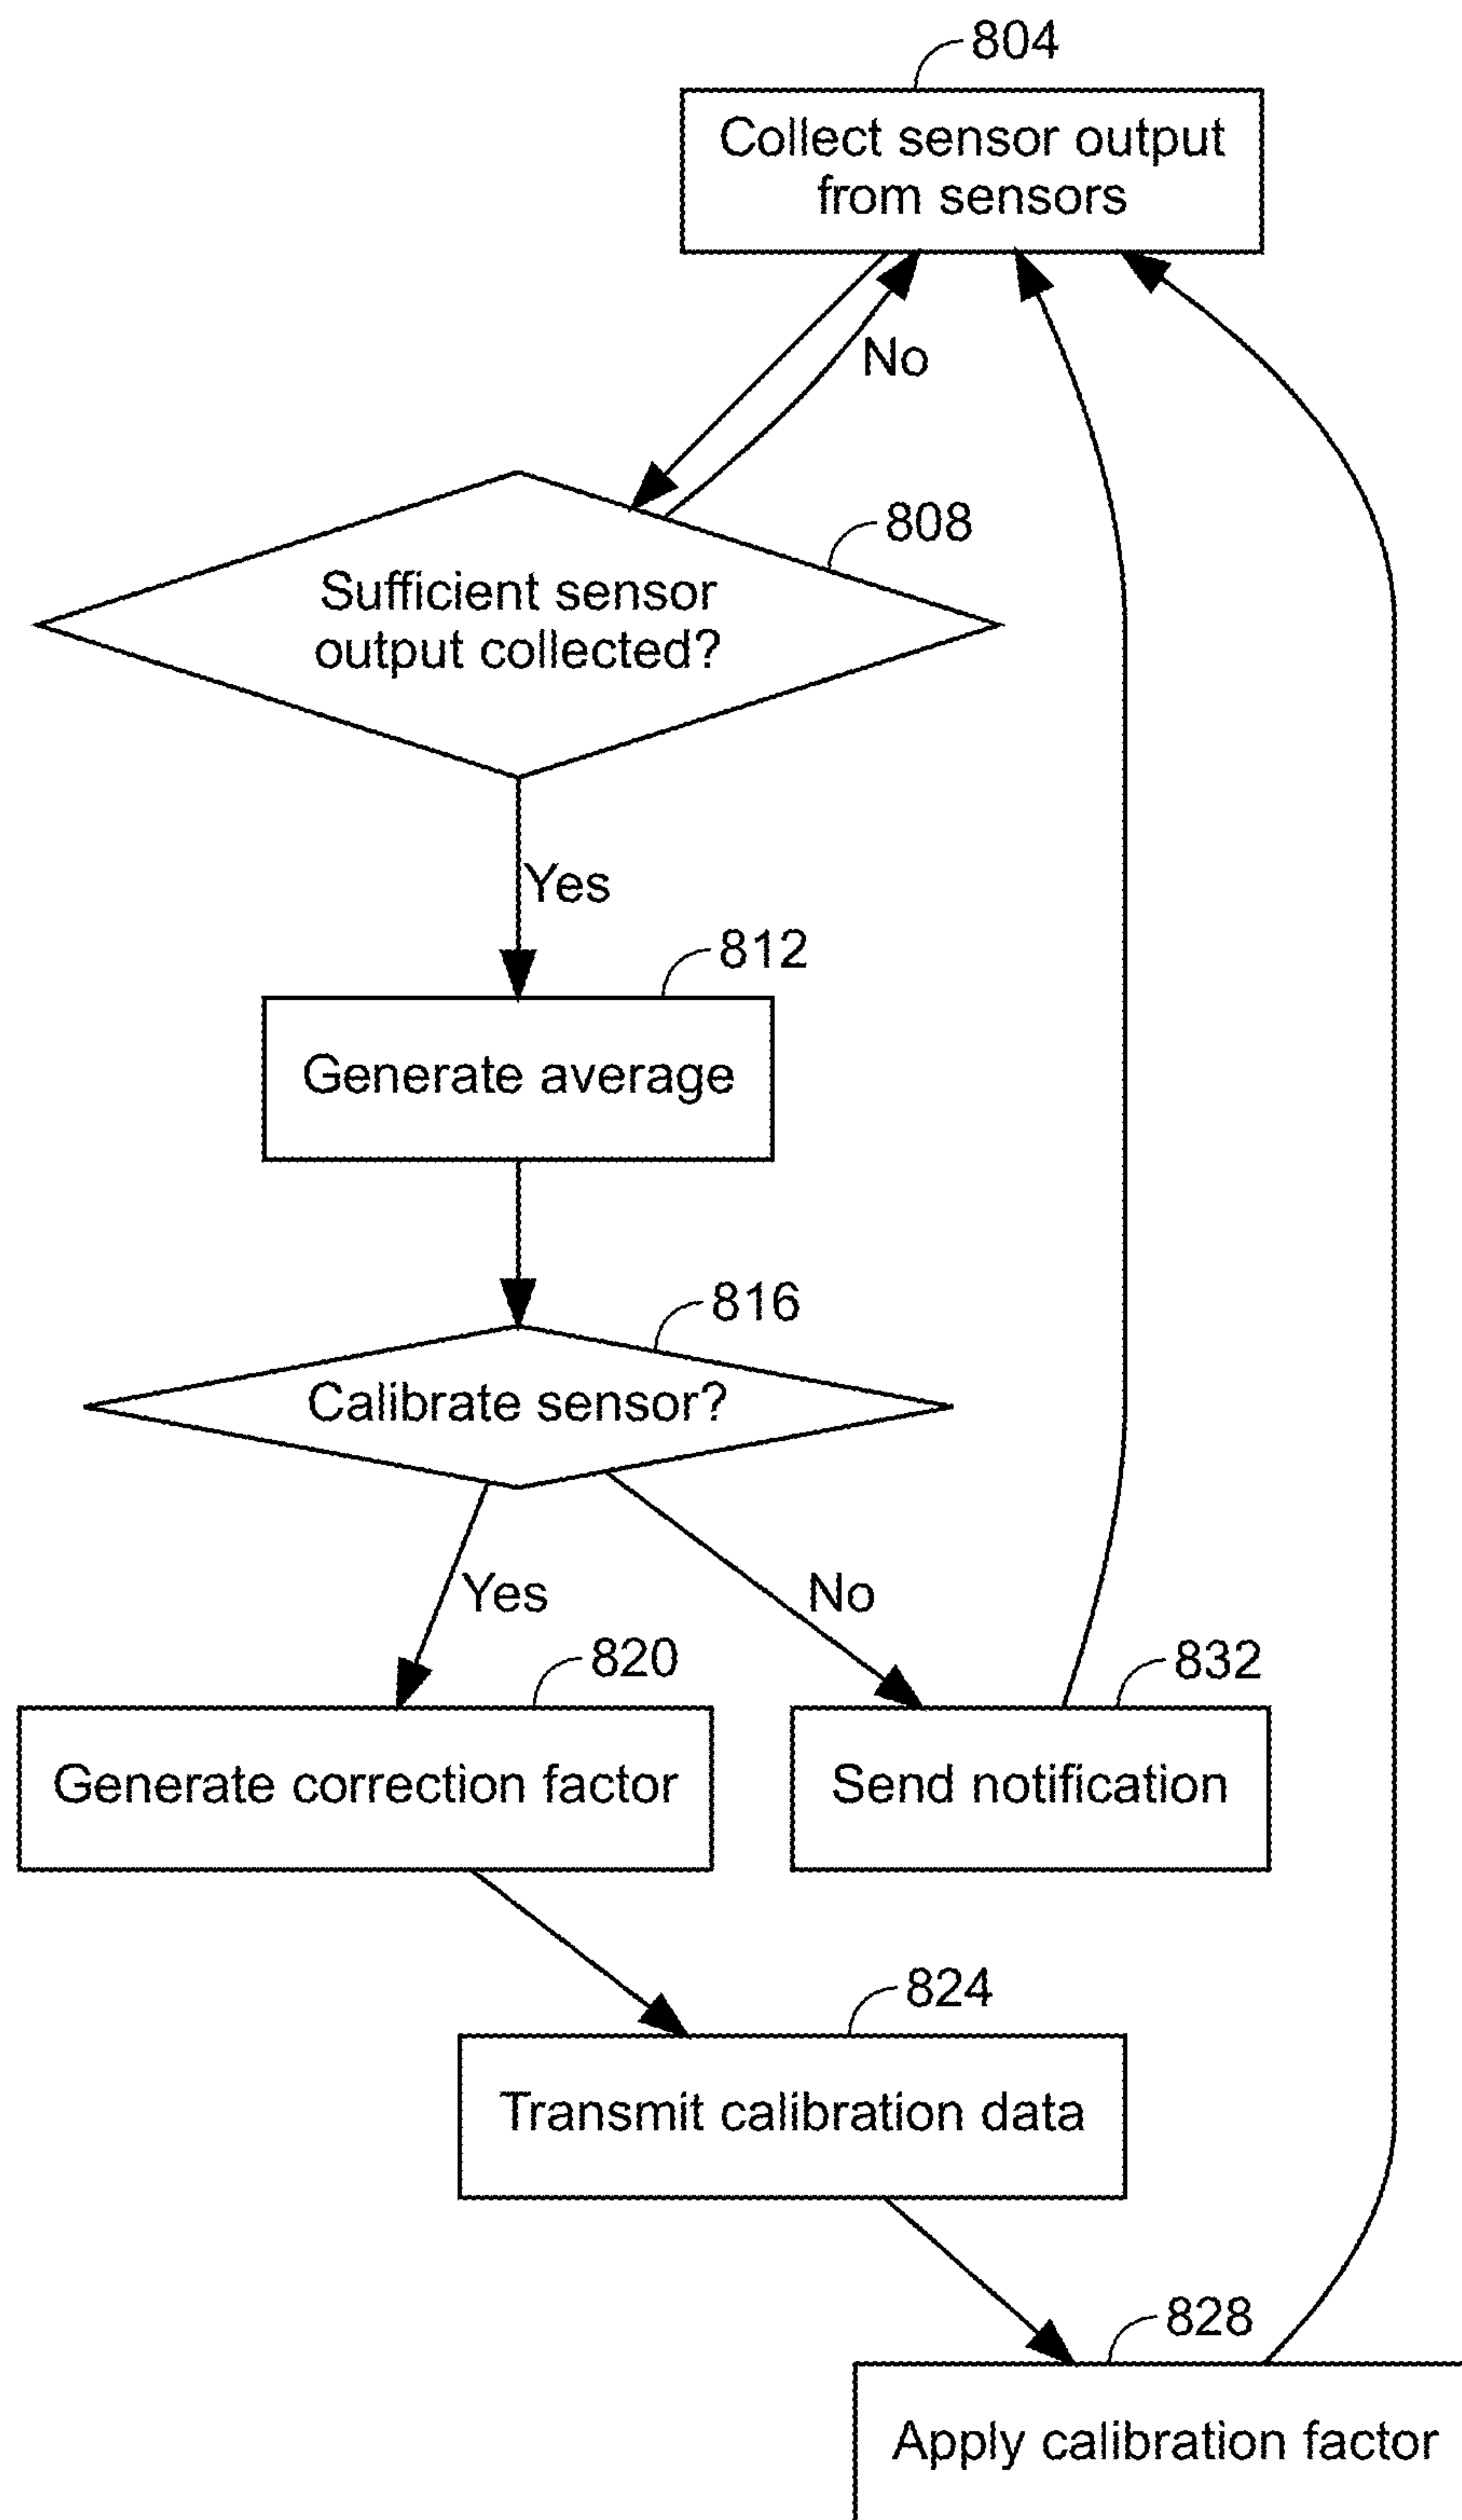 804
Collect sensor output
from sensors
No
808
Sufficient sensor
output collected?
Yes
812
Generate average
816
Calibrate sensor?
Yes
No
820
832
Generate correction factor
Send notification
824
Transmit calibration data
828
Apply calibration factor